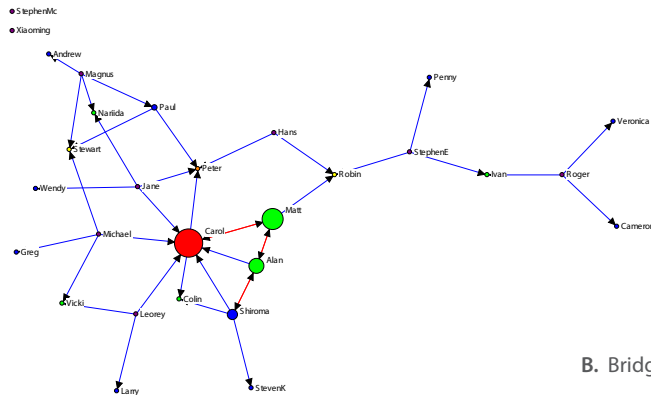 StephenMc
Xiaoming
Andrew
Magnus
Penny
Paul
Nariida
Veronica
Hans
Stewart
StephenE
Peter
Robin
Ivan
Roger
Wendy
Jane
Matt
Cameron
Carol
Michael
Greg
Alan
Colin
Vicki
Shiroma
Leorey
StevenK
Larry
B. Bridg